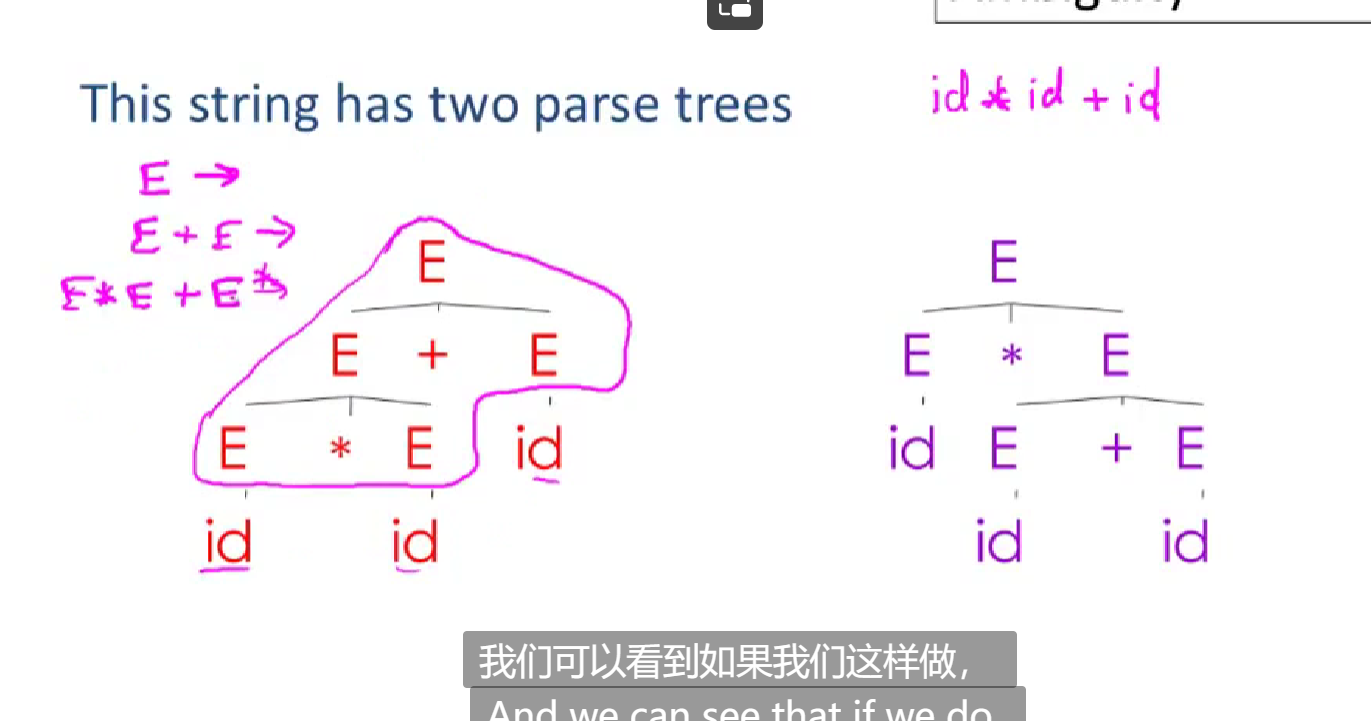 This string has two parse trees
id * id + id
E →
E + E →
E * E + E →*
E
E + E
E * E id
id id
E
E * E
id E + E
id id
我们可以看到如果我们这样做，
And we can see that if we do